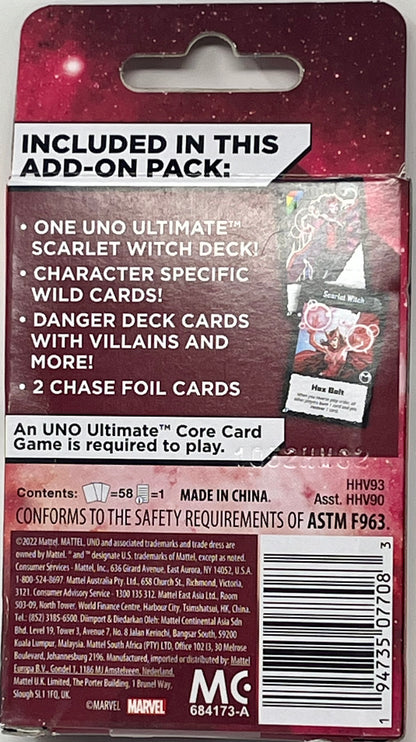 INCLUDED IN THIS
ADD-ON PACK:
• ONE UNO ULTIMATE™
SCARLET WITCH DECK!
• CHARACTER SPECIFIC
WILD CARDS!
• DANGER DECK CARDS
WITH VILLAINS AND
MORE!
• 2 CHASE FOIL CARDS
Scarlet Witch
Hex Bolt
An UNO Ultimate™ Core Card
Game is required to play.
HHV93
Contents: =58 =1 MADE IN CHINA. Asst. HHV90
CONFORMS TO THE SAFETY REQUIREMENTS OF ASTM F963.
©2022 Mattel. MATTEL, UNO and associated trademarks and trade dress are
owned by Mattel. ® and ™ designate U.S. trademarks of Mattel, except as noted.
Consumer Services - Mattel, Inc., 636 Girard Avenue, East Aurora, NY 14052, U.S.A.
1-800-524-8697. Mattel Australia Pty. Ltd., 658 Church St., Richmond, Victoria,
3121. Consumer Advisory Service - 1300 135 312. Mattel East Asia Ltd., Room
503-09, North Tower, World Finance Centre, Harbour City, Tsimshatsui, HK, China.
Tel.: (852) 3185-6500. Diimport & Diedarkan Oleh: Mattel Continental Asia Sdn
Bhd. Level 19, Tower 3, Avenue 7, No. 8 Jalan Kerinchi, Bangsar South, 59200
Kuala Lumpur, Malaysia. Mattel South Africa (PTY) LTD, Office 102 I3, 30 Melrose
Boulevard, Johannesburg 2196. Manufactured, imported or distributed by: Mattel
Europa B.V., Gondel 1, 1186 MJ Amstelveen, Nederland.
Mattel U.K. Limited, The Porter Building, 1 Brunel Way,
Slough SL1 1FQ, UK.
©MARVEL MARVEL
MC
684173-A
1 94735 07708 3